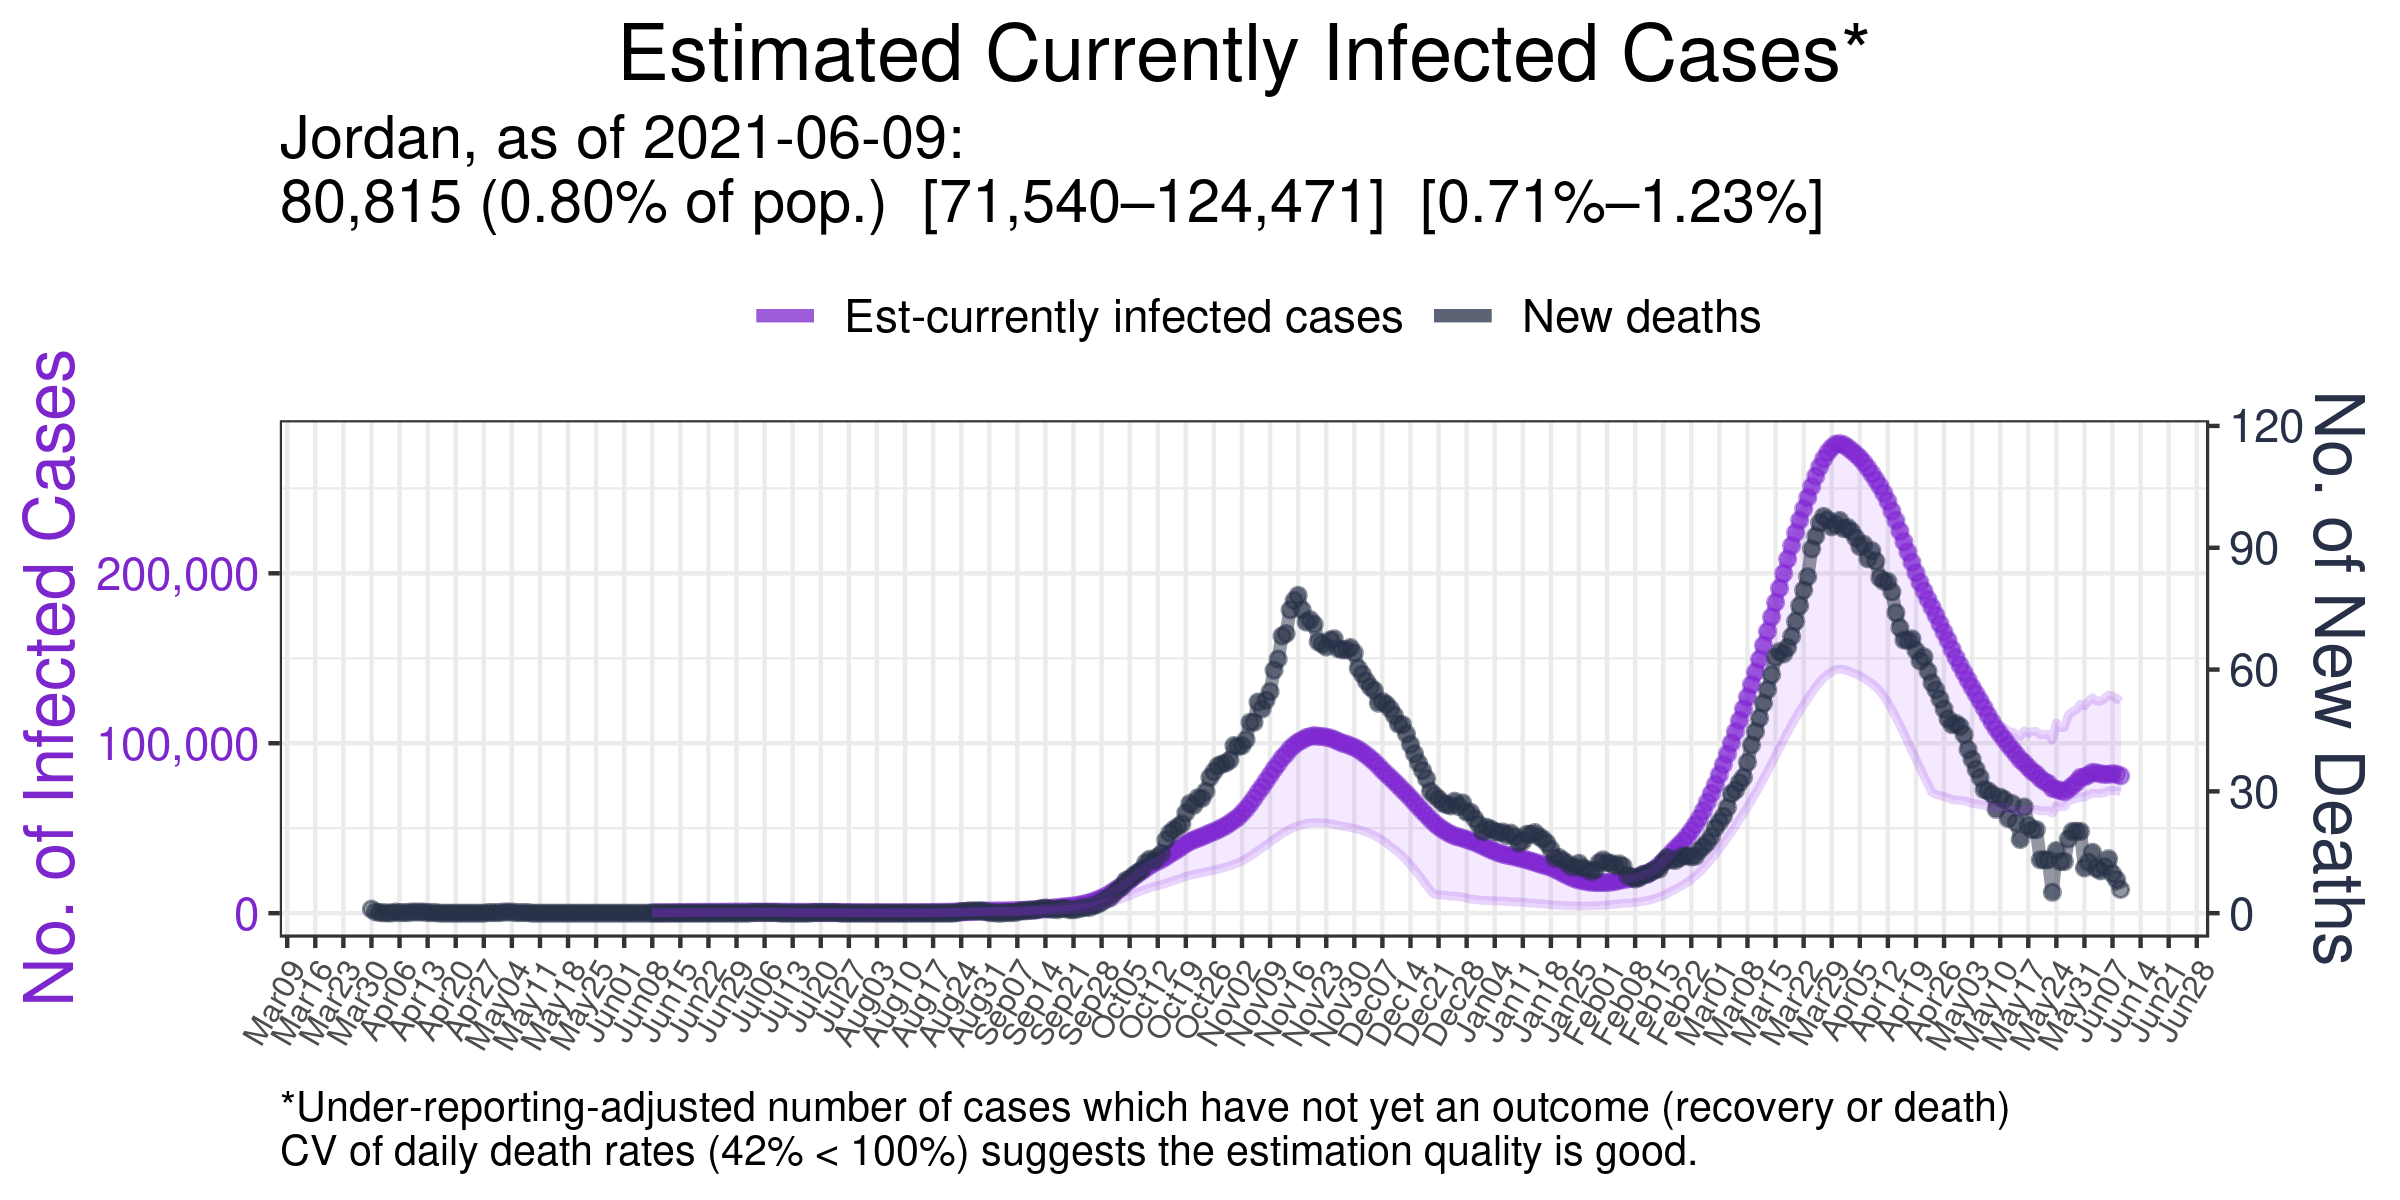 Estimated Currently Infected Cases*
Jordan, as of 2021-06-09:
80,815 (0.80% of pop.)  [71,540–124,471]  [0.71%–1.23%]
Est-currently infected cases
New deaths
No. of Infected Cases
200,000
100,000
0
120
90
60
30
0
No. of New Deaths
Mar09
Mar16
Mar23
Mar30
Apr06
Apr13
Apr20
Apr27
May04
May11
May18
May25
Jun01
Jun08
Jun15
Jun22
Jun29
Jul06
Jul13
Jul20
Jul27
Aug03
Aug10
Aug17
Aug24
Aug31
Sep07
Sep14
Sep21
Sep28
Oct05
Oct12
Oct19
Oct26
Nov02
Nov09
Nov16
Nov23
Nov30
Dec07
Dec14
Dec21
Dec28
Jan04
Jan11
Jan18
Jan25
Feb01
Feb08
Feb15
Feb22
Mar01
Mar08
Mar15
Mar22
Mar29
Apr05
Apr12
Apr19
Apr26
May03
May10
May17
May24
May31
Jun07
Jun14
Jun21
Jun28
*Under-reporting-adjusted number of cases which have not yet an outcome (recovery or death)
CV of daily death rates (42% < 100%) suggests the estimation quality is good.